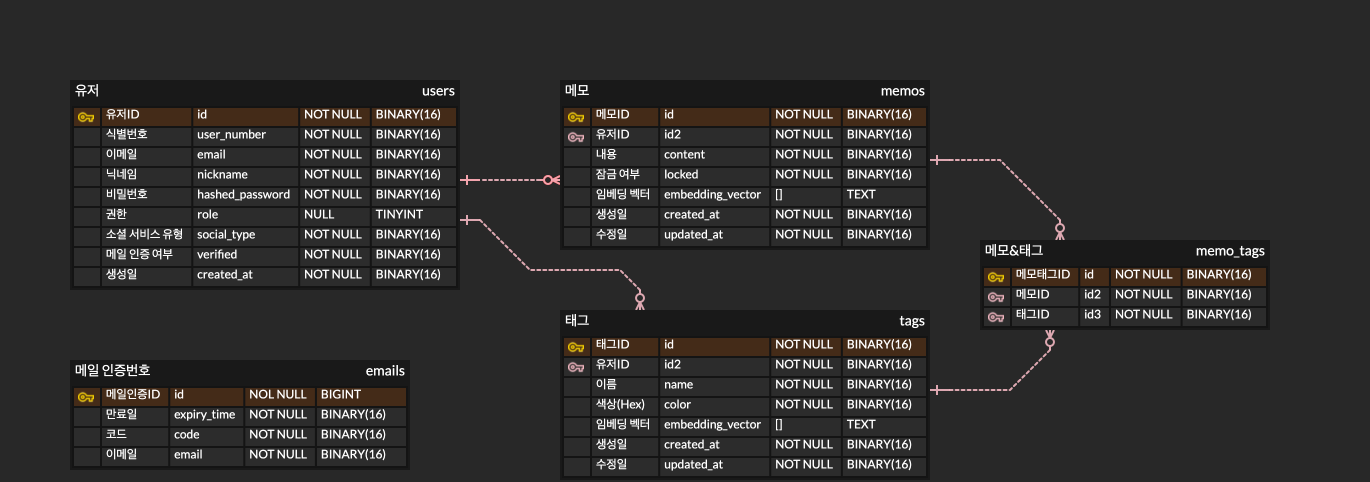 유저 users
유저ID id NOT NULL BINARY(16)
식별번호 user_number NOT NULL BINARY(16)
이메일 email NOT NULL BINARY(16)
닉네임 nickname NOT NULL BINARY(16)
비밀번호 hashed_password NOT NULL BINARY(16)
권한 role NULL TINYINT
소셜 서비스 유형 social_type NOT NULL BINARY(16)
메일 인증 여부 verified NOT NULL BINARY(16)
생성일 created_at NOT NULL BINARY(16)
메모 memos
메모ID id NOT NULL BINARY(16)
유저ID id2 NOT NULL BINARY(16)
내용 content NOT NULL BINARY(16)
잠금 여부 locked NOT NULL BINARY(16)
임베딩 벡터 embedding_vector [] TEXT
생성일 created_at NOT NULL BINARY(16)
수정일 updated_at NOT NULL BINARY(16)
메모&태그 memo_tags
메모태그ID id NOT NULL BINARY(16)
메모ID id2 NOT NULL BINARY(16)
태그ID id3 NOT NULL BINARY(16)
태그 tags
태그ID id NOT NULL BINARY(16)
유저ID id2 NOT NULL BINARY(16)
이름 name NOT NULL BINARY(16)
색상(Hex) color NOT NULL BINARY(16)
임베딩 벡터 embedding_vector [] TEXT
생성일 created_at NOT NULL BINARY(16)
수정일 updated_at NOT NULL BINARY(16)
메일 인증번호 emails
메일인증ID id NOL NULL BIGINT
만료일 expiry_time NOT NULL BINARY(16)
코드 code NOT NULL BINARY(16)
이메일 email NOT NULL BINARY(16)